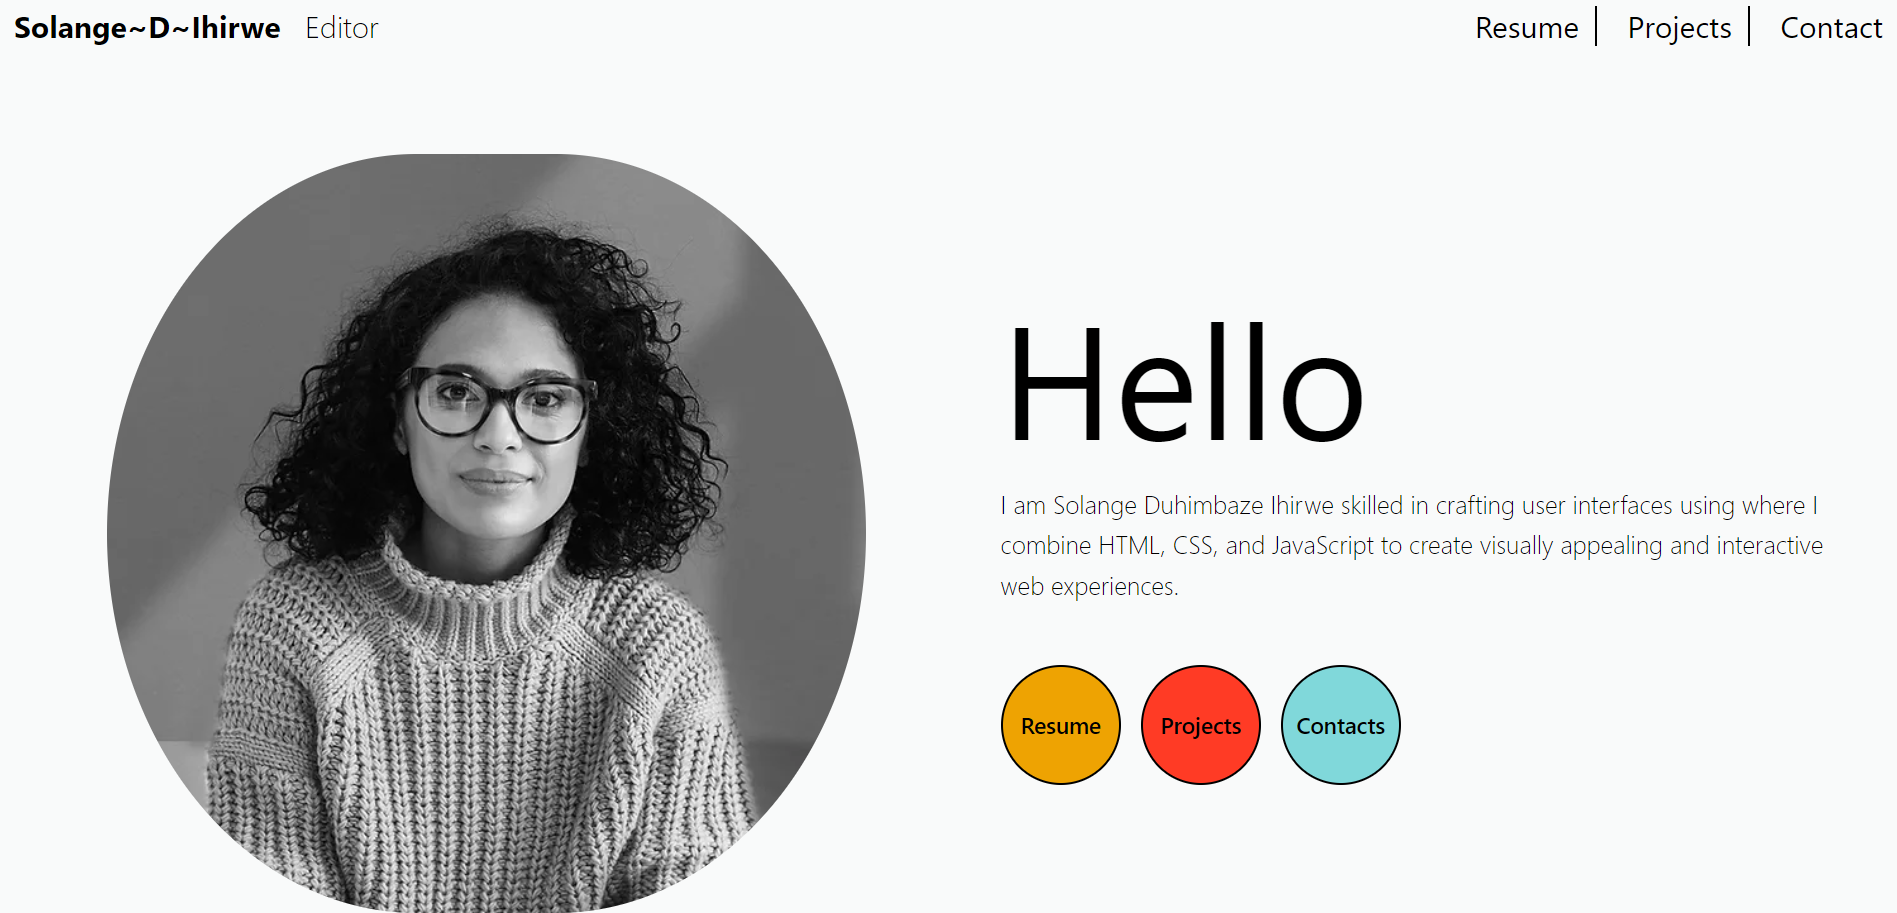 Solange~D~Ihirwe Editor Resume Projects Contact
Hello
I am Solange Duhimbaze Ihirwe skilled in crafting user interfaces using where I
combine HTML, CSS, and JavaScript to create visually appealing and interactive
web experiences.
Resume Projects Contacts